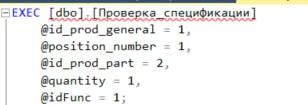 EXEC [dbo].[Проверка_спецификации]
@id_prod_general = 1,
@position_number = 1,
@id_prod_part = 2,
@quantity = 1,
@idFunc = 1;